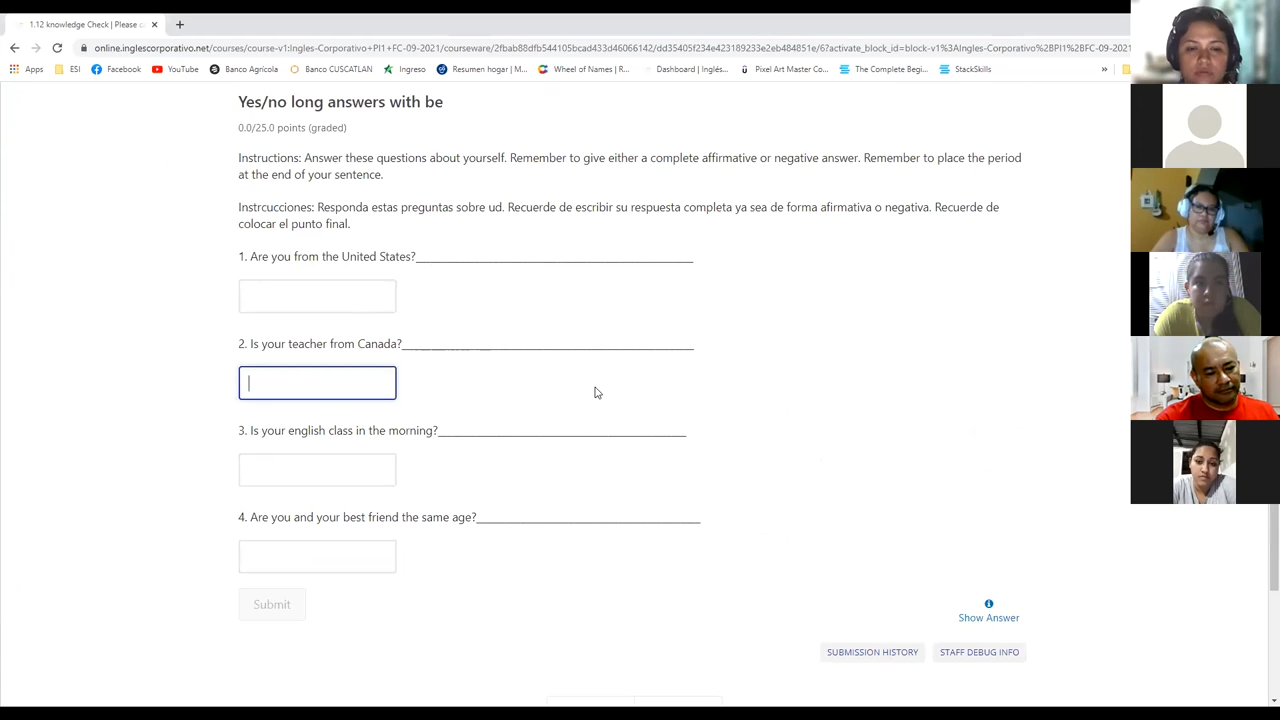 1.12 knowledge Check | Please c
online.inglescorporativo.net/courses/course-v1:Ingles-Corporativo+PI1+FC-09-2021/courseware/2fbab88dfb544105bcad433d46066142/dd35405f234e423189233e2eb484851e/6?activate_block_id=block-v1%3AIngles-Corporativo%2BPI1%2BFC-09-2021
Apps ESI Facebook YouTube Banco Agrícola Banco CUSCATLAN Ingreso Resumen hogar | M... Wheel of Names | R... Dashboard | Inglés... Pixel Art Master Co... The Complete Begi... StackSkills »
Yes/no long answers with be
0.0/25.0 points (graded)
Instructions: Answer these questions about yourself. Remember to give either a complete affirmative or negative answer. Remember to place the period
at the end of your sentence.
Instrcucciones: Responda estas preguntas sobre ud. Recuerde de escribir su respuesta completa ya sea de forma afirmativa o negativa. Recuerde de
colocar el punto final.
1. Are you from the United States?
2. Is your teacher from Canada?
3. Is your english class in the morning?
4. Are you and your best friend the same age?
Submit
Show Answer
SUBMISSION HISTORY STAFF DEBUG INFO